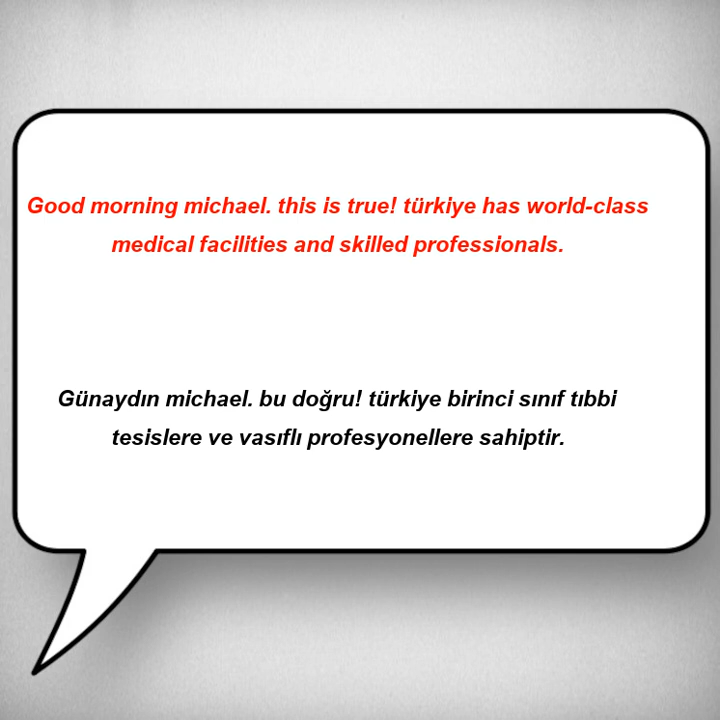 Good morning michael. this is true! türkiye has world-class
medical facilities and skilled professionals.
Günaydın michael. bu doğru! türkiye birinci sınıf tıbbi
tesislere ve vasıflı profesyonellere sahiptir.